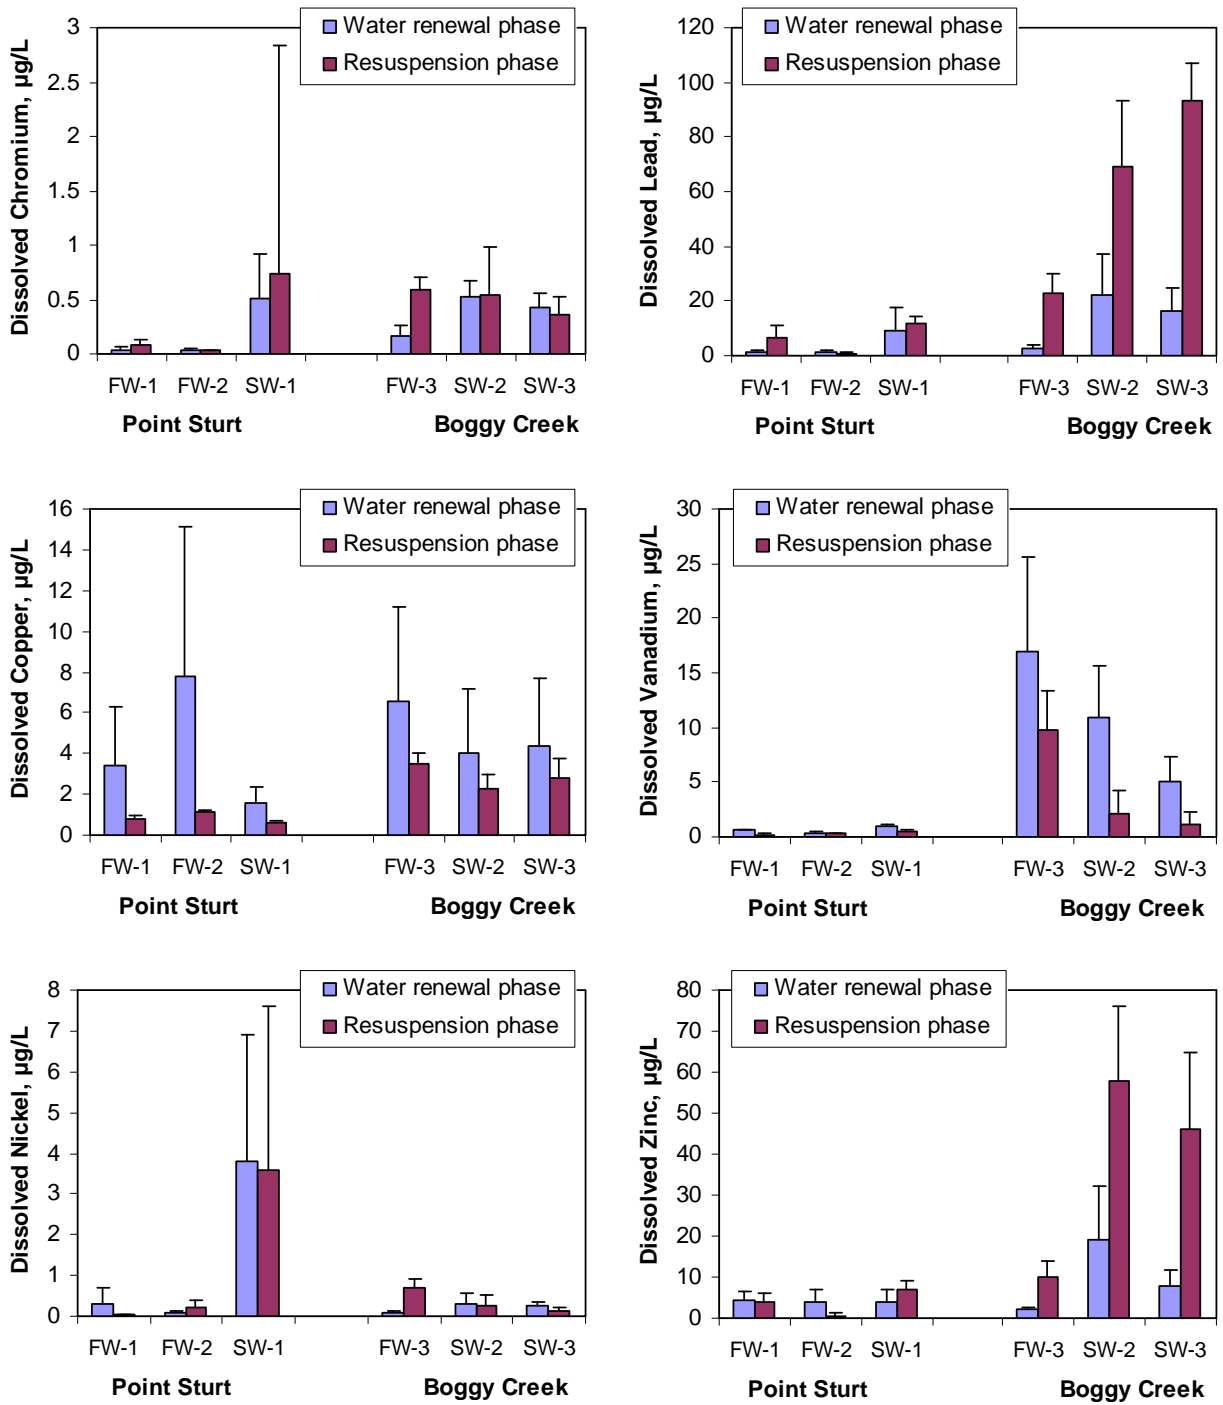 Water renewal phase
Resuspension phase
Dissolved Chromium, µg/L
3
2.5
2
1.5
1
0.5
0
FW-1 FW-2 SW-1 FW-3 SW-2 SW-3
Point Sturt Boggy Creek
Water renewal phase
Resuspension phase
Dissolved Lead, µg/L
120
100
80
60
40
20
0
FW-1 FW-2 SW-1 FW-3 SW-2 SW-3
Point Sturt Boggy Creek
Water renewal phase
Resuspension phase
Dissolved Copper, µg/L
16
14
12
10
8
6
4
2
0
FW-1 FW-2 SW-1 FW-3 SW-2 SW-3
Point Sturt Boggy Creek
Water renewal phase
Resuspension phase
Dissolved Vanadium, µg/L
30
25
20
15
10
5
0
FW-1 FW-2 SW-1 FW-3 SW-2 SW-3
Point Sturt Boggy Creek
Water renewal phase
Resuspension phase
Dissolved Nickel, µg/L
8
7
6
5
4
3
2
1
0
FW-1 FW-2 SW-1 FW-3 SW-2 SW-3
Point Sturt Boggy Creek
Water renewal phase
Resuspension phase
Dissolved Zinc, µg/L
80
70
60
50
40
30
20
10
0
FW-1 FW-2 SW-1 FW-3 SW-2 SW-3
Point Sturt Boggy Creek